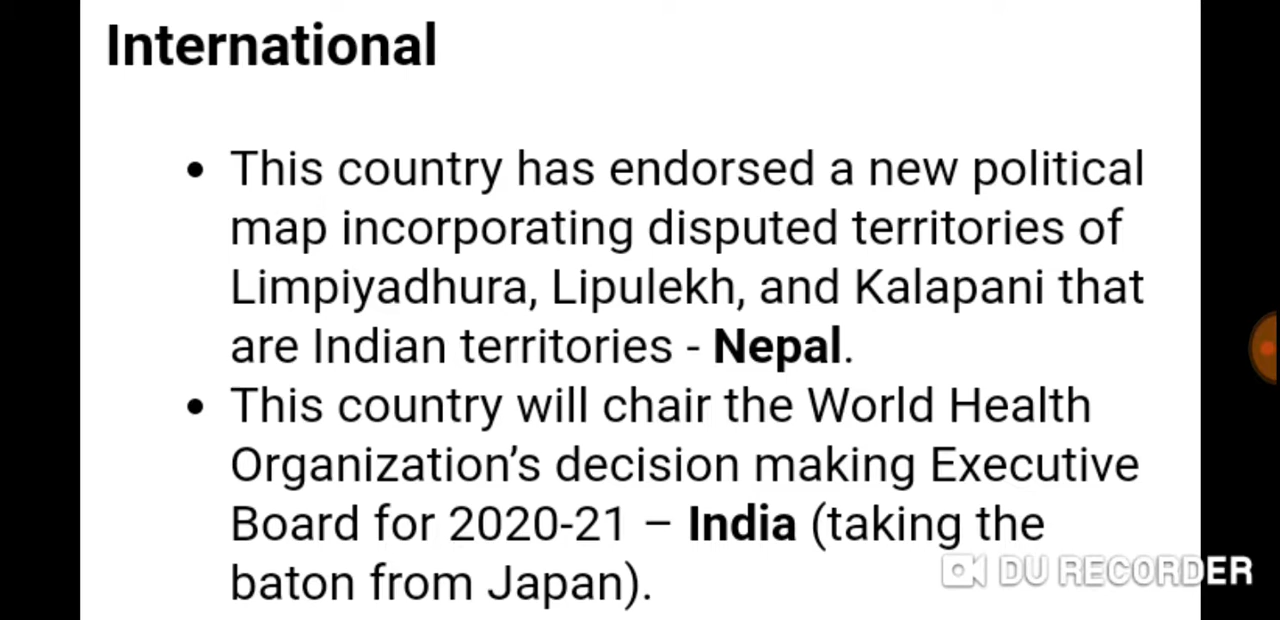 International
• This country has endorsed a new political
map incorporating disputed territories of
Limpiyadhura, Lipulekh, and Kalapani that
are Indian territories - Nepal.
• This country will chair the World Health
Organization’s decision making Executive
Board for 2020-21 – India (taking the
baton from Japan).
DU RECORDER